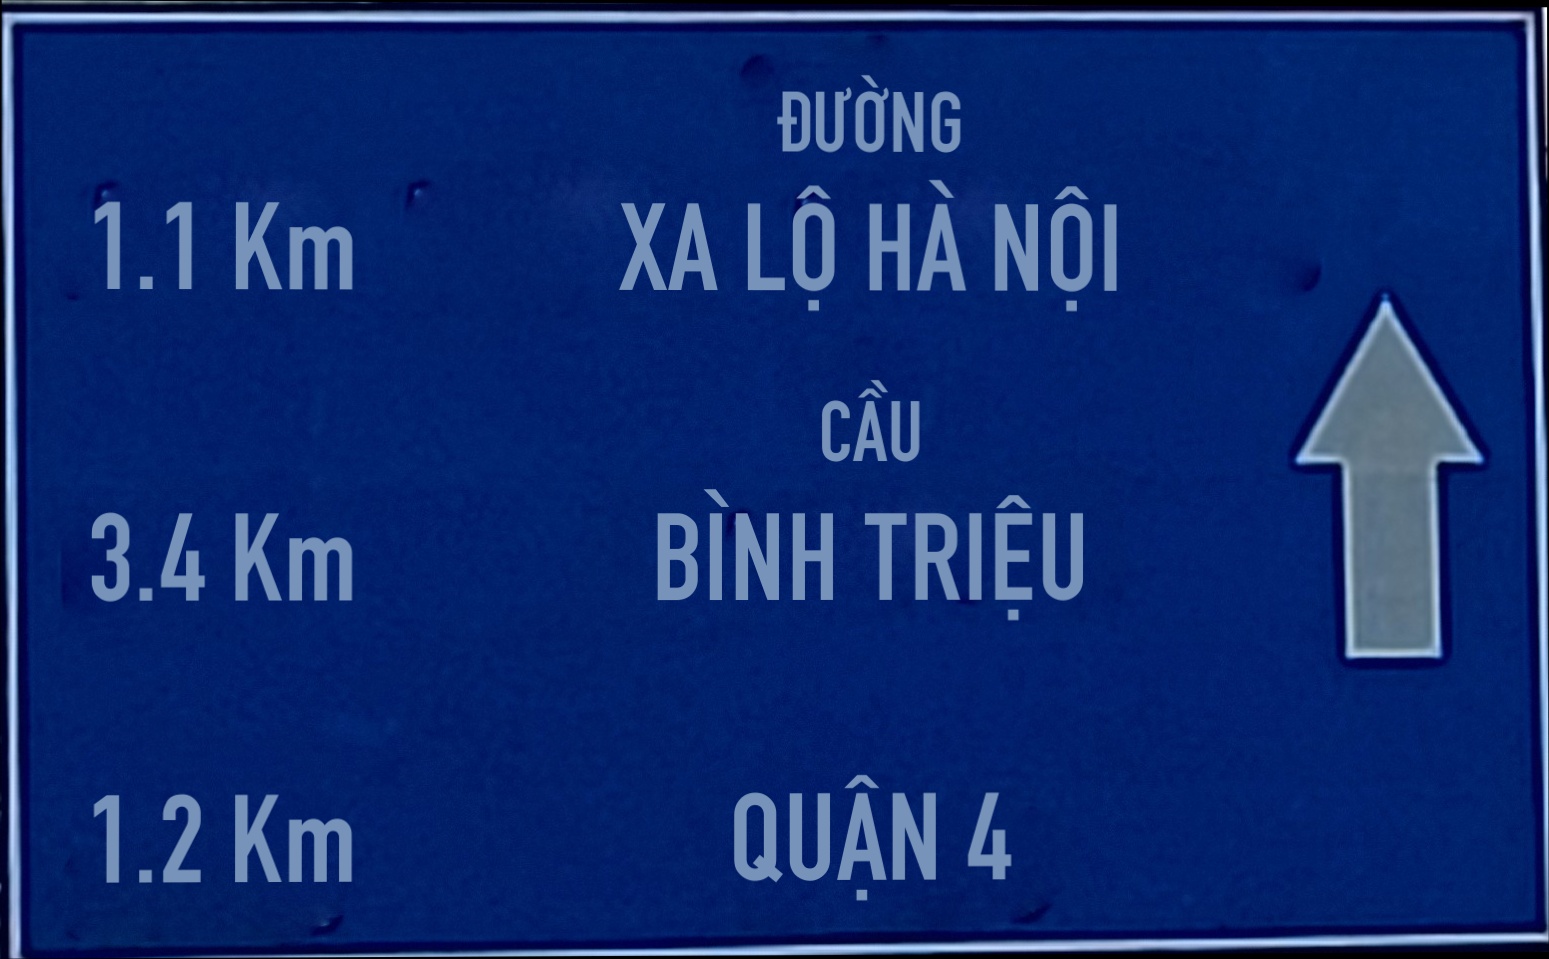 ĐƯỜNG
1.1 Km XA LỘ HÀ NỘI
CẦU
3.4 Km BÌNH TRIỆU
1.2 Km QUẬN 4